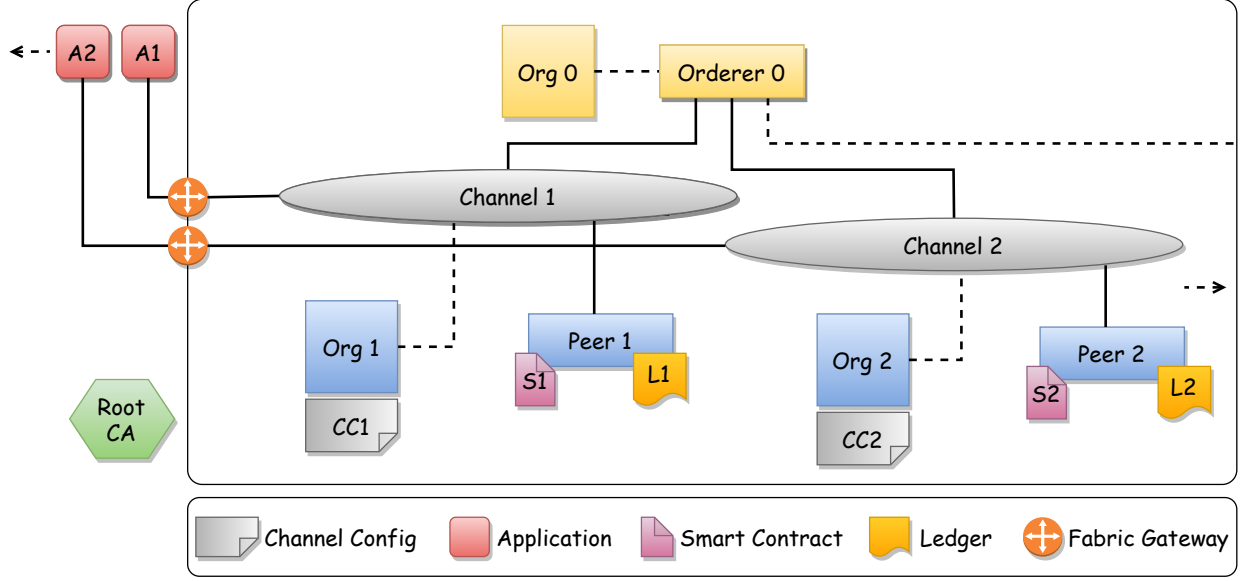 A2
A1
Org 0
Orderer 0
Channel 1
Channel 2
Org 1
Peer 1
S1
L1
CC1
Org 2
Peer 2
S2
L2
CC2
Root
CA
Channel Config
Application
Smart Contract
Ledger
Fabric Gateway